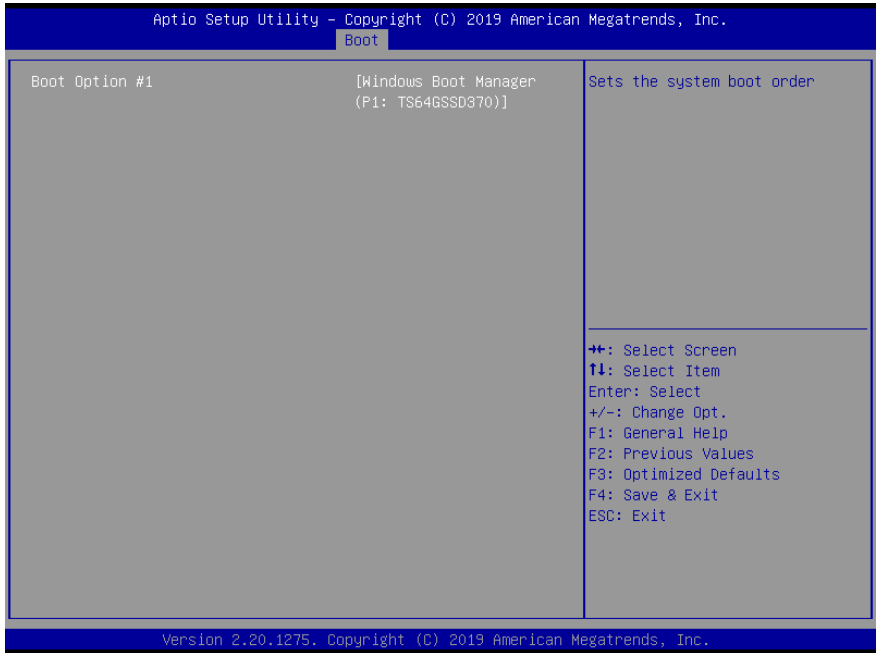 Aptio Setup Utility – Copyright (C) 2019 American Megatrends, Inc.
Boot
Boot Option #1 [Windows Boot Manager
(P1: TS64GSSD370)]
Sets the system boot order
→←: Select Screen
↑↓: Select Item
Enter: Select
+/-: Change Opt.
F1: General Help
F2: Previous Values
F3: Optimized Defaults
F4: Save & Exit
ESC: Exit
Version 2.20.1275. Copyright (C) 2019 American Megatrends, Inc.